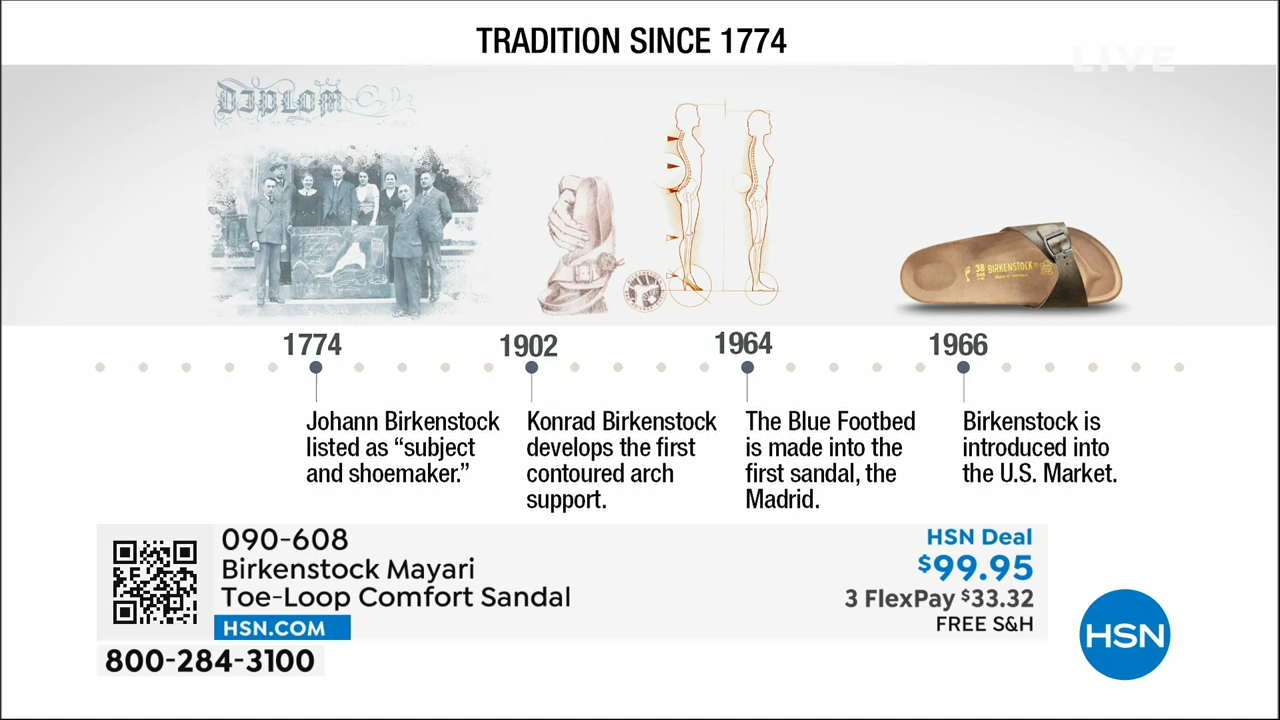 TRADITION SINCE 1774
LIVE
Diplom
BIRKENSTOCK
38
1774
1902
1964
1966
Johann Birkenstock
listed as “subject
and shoemaker.”
Konrad Birkenstock
develops the first
contoured arch
support.
The Blue Footbed
is made into the
first sandal, the
Madrid.
Birkenstock is
introduced into
the U.S. Market.
090-608
Birkenstock Mayari
Toe-Loop Comfort Sandal
HSN.COM
800-284-3100
HSN Deal
$99.95
3 FlexPay $33.32
FREE S&H
HSN